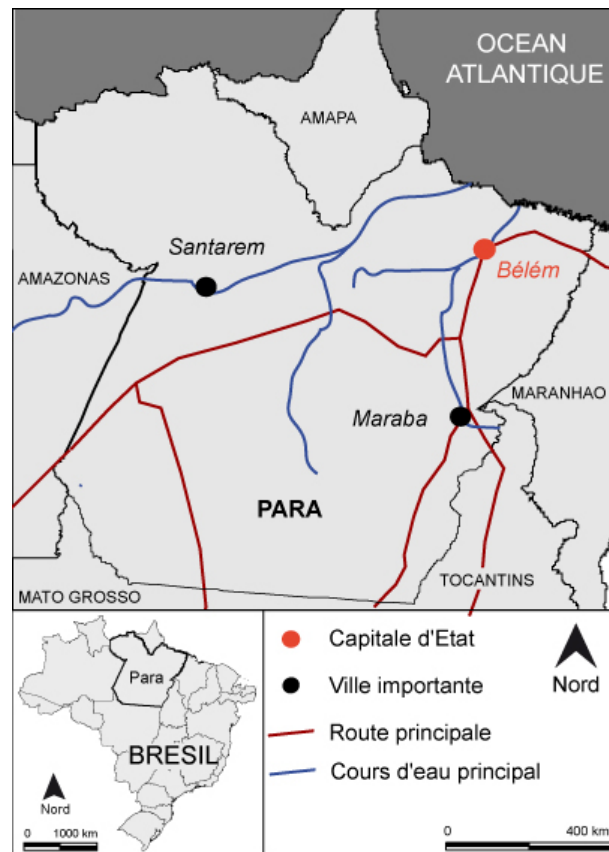 OCEAN
ATLANTIQUE
AMAPA
Santarem
Bélém
AMAZONAS
MARANHAO
Maraba
PARA
TOCANTINS
MATO GROSSO
Para
BRESIL
Nord
0 1000 km
Capitale d'Etat
Ville importante
Nord
Route principale
Cours d'eau principal
0 400 km